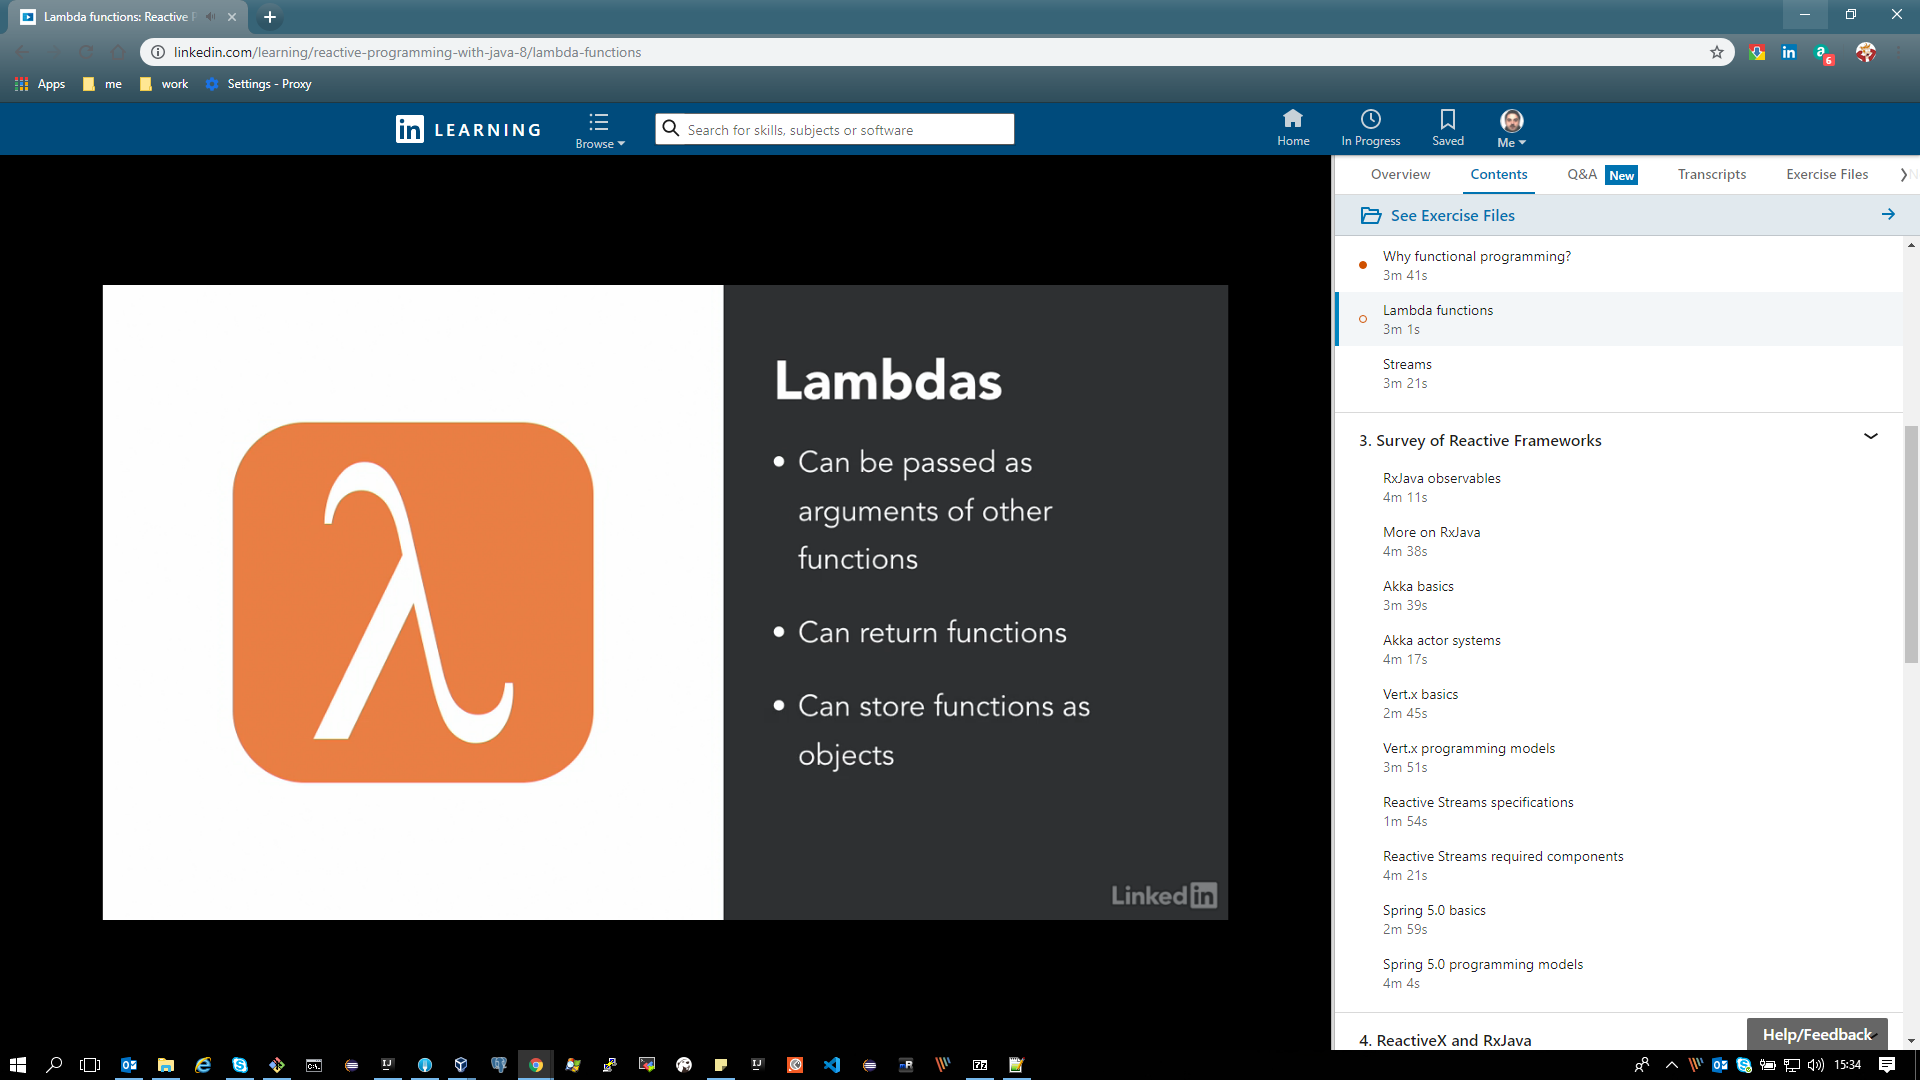 Lambda functions: Reactive P
linkedin.com/learning/reactive-programming-with-java-8/lambda-functions
6
Apps me work Settings - Proxy
in LEARNING
Browse
Search for skills, subjects or software
Home
In Progress
Saved
Me
Overview Contents Q&A New Transcripts Exercise Files
See Exercise Files
Why functional programming?
3m 41s
Lambda functions
3m 1s
Streams
3m 21s
3. Survey of Reactive Frameworks
RxJava observables
4m 11s
More on RxJava
4m 38s
Akka basics
3m 39s
Akka actor systems
4m 17s
Vert.x basics
2m 45s
Vert.x programming models
3m 51s
Reactive Streams specifications
1m 54s
Reactive Streams required components
4m 21s
Spring 5.0 basics
2m 59s
Spring 5.0 programming models
4m 4s
4. ReactiveX and RxJava
Help/Feedback
λ
Lambdas
• Can be passed as
arguments of other
functions
• Can return functions
• Can store functions as
objects
Linked in
15:34